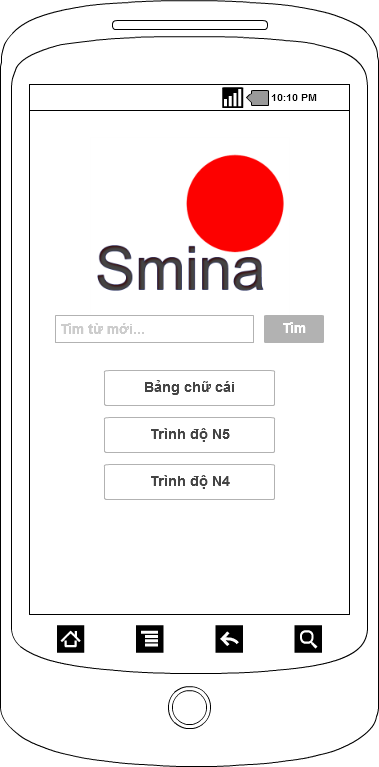 10:10 PM
Smina
Tìm từ mới...
Tìm
Bảng chữ cái
Trình độ N5
Trình độ N4